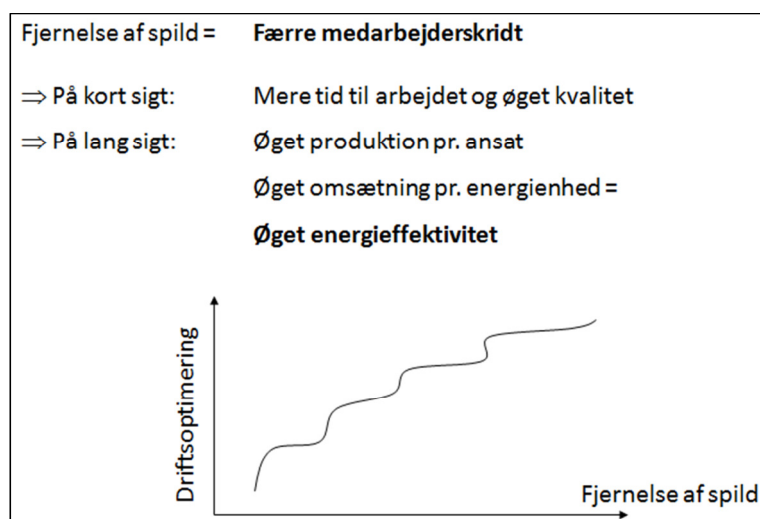 Fjernelse af spild = Færre medarbejderskridt
⇒ På kort sigt: Mere tid til arbejdet og øget kvalitet
⇒ På lang sigt: Øget produktion pr. ansat
Øget omsætning pr. energienhed =
Øget energieffektivitet
Driftsoptimering
Fjernelse af spild